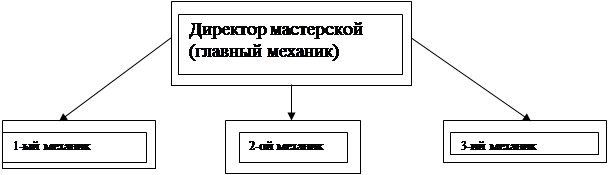 Директор мастерской
(главный механик)
1-ый механик
2-ой механик
3-ий механик